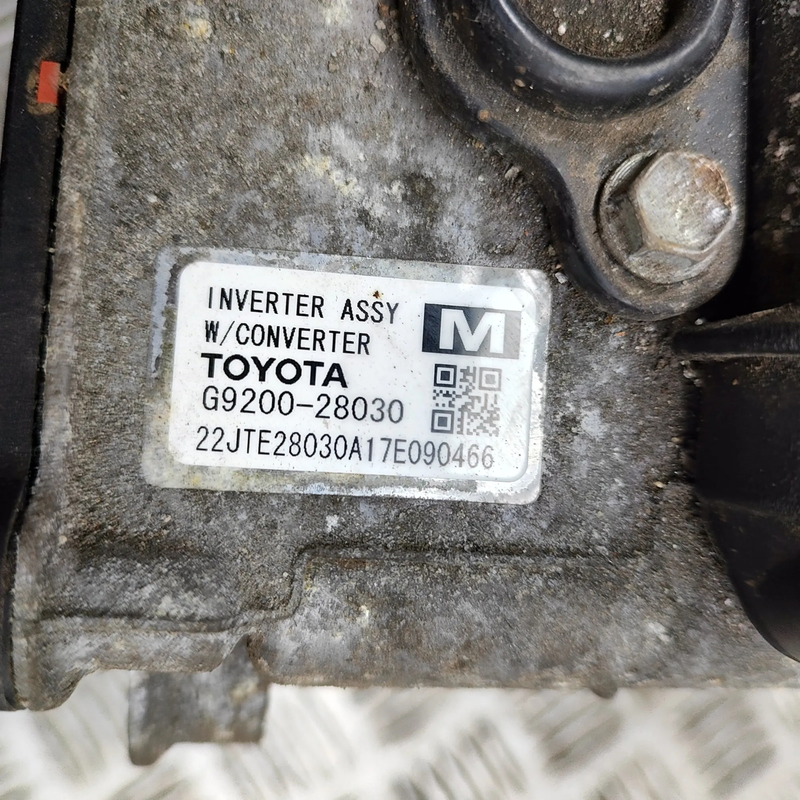 INVERTER ASSY
W/CONVERTER
M
TOYOTA
G9200-28030
22JTE28030A17E090466